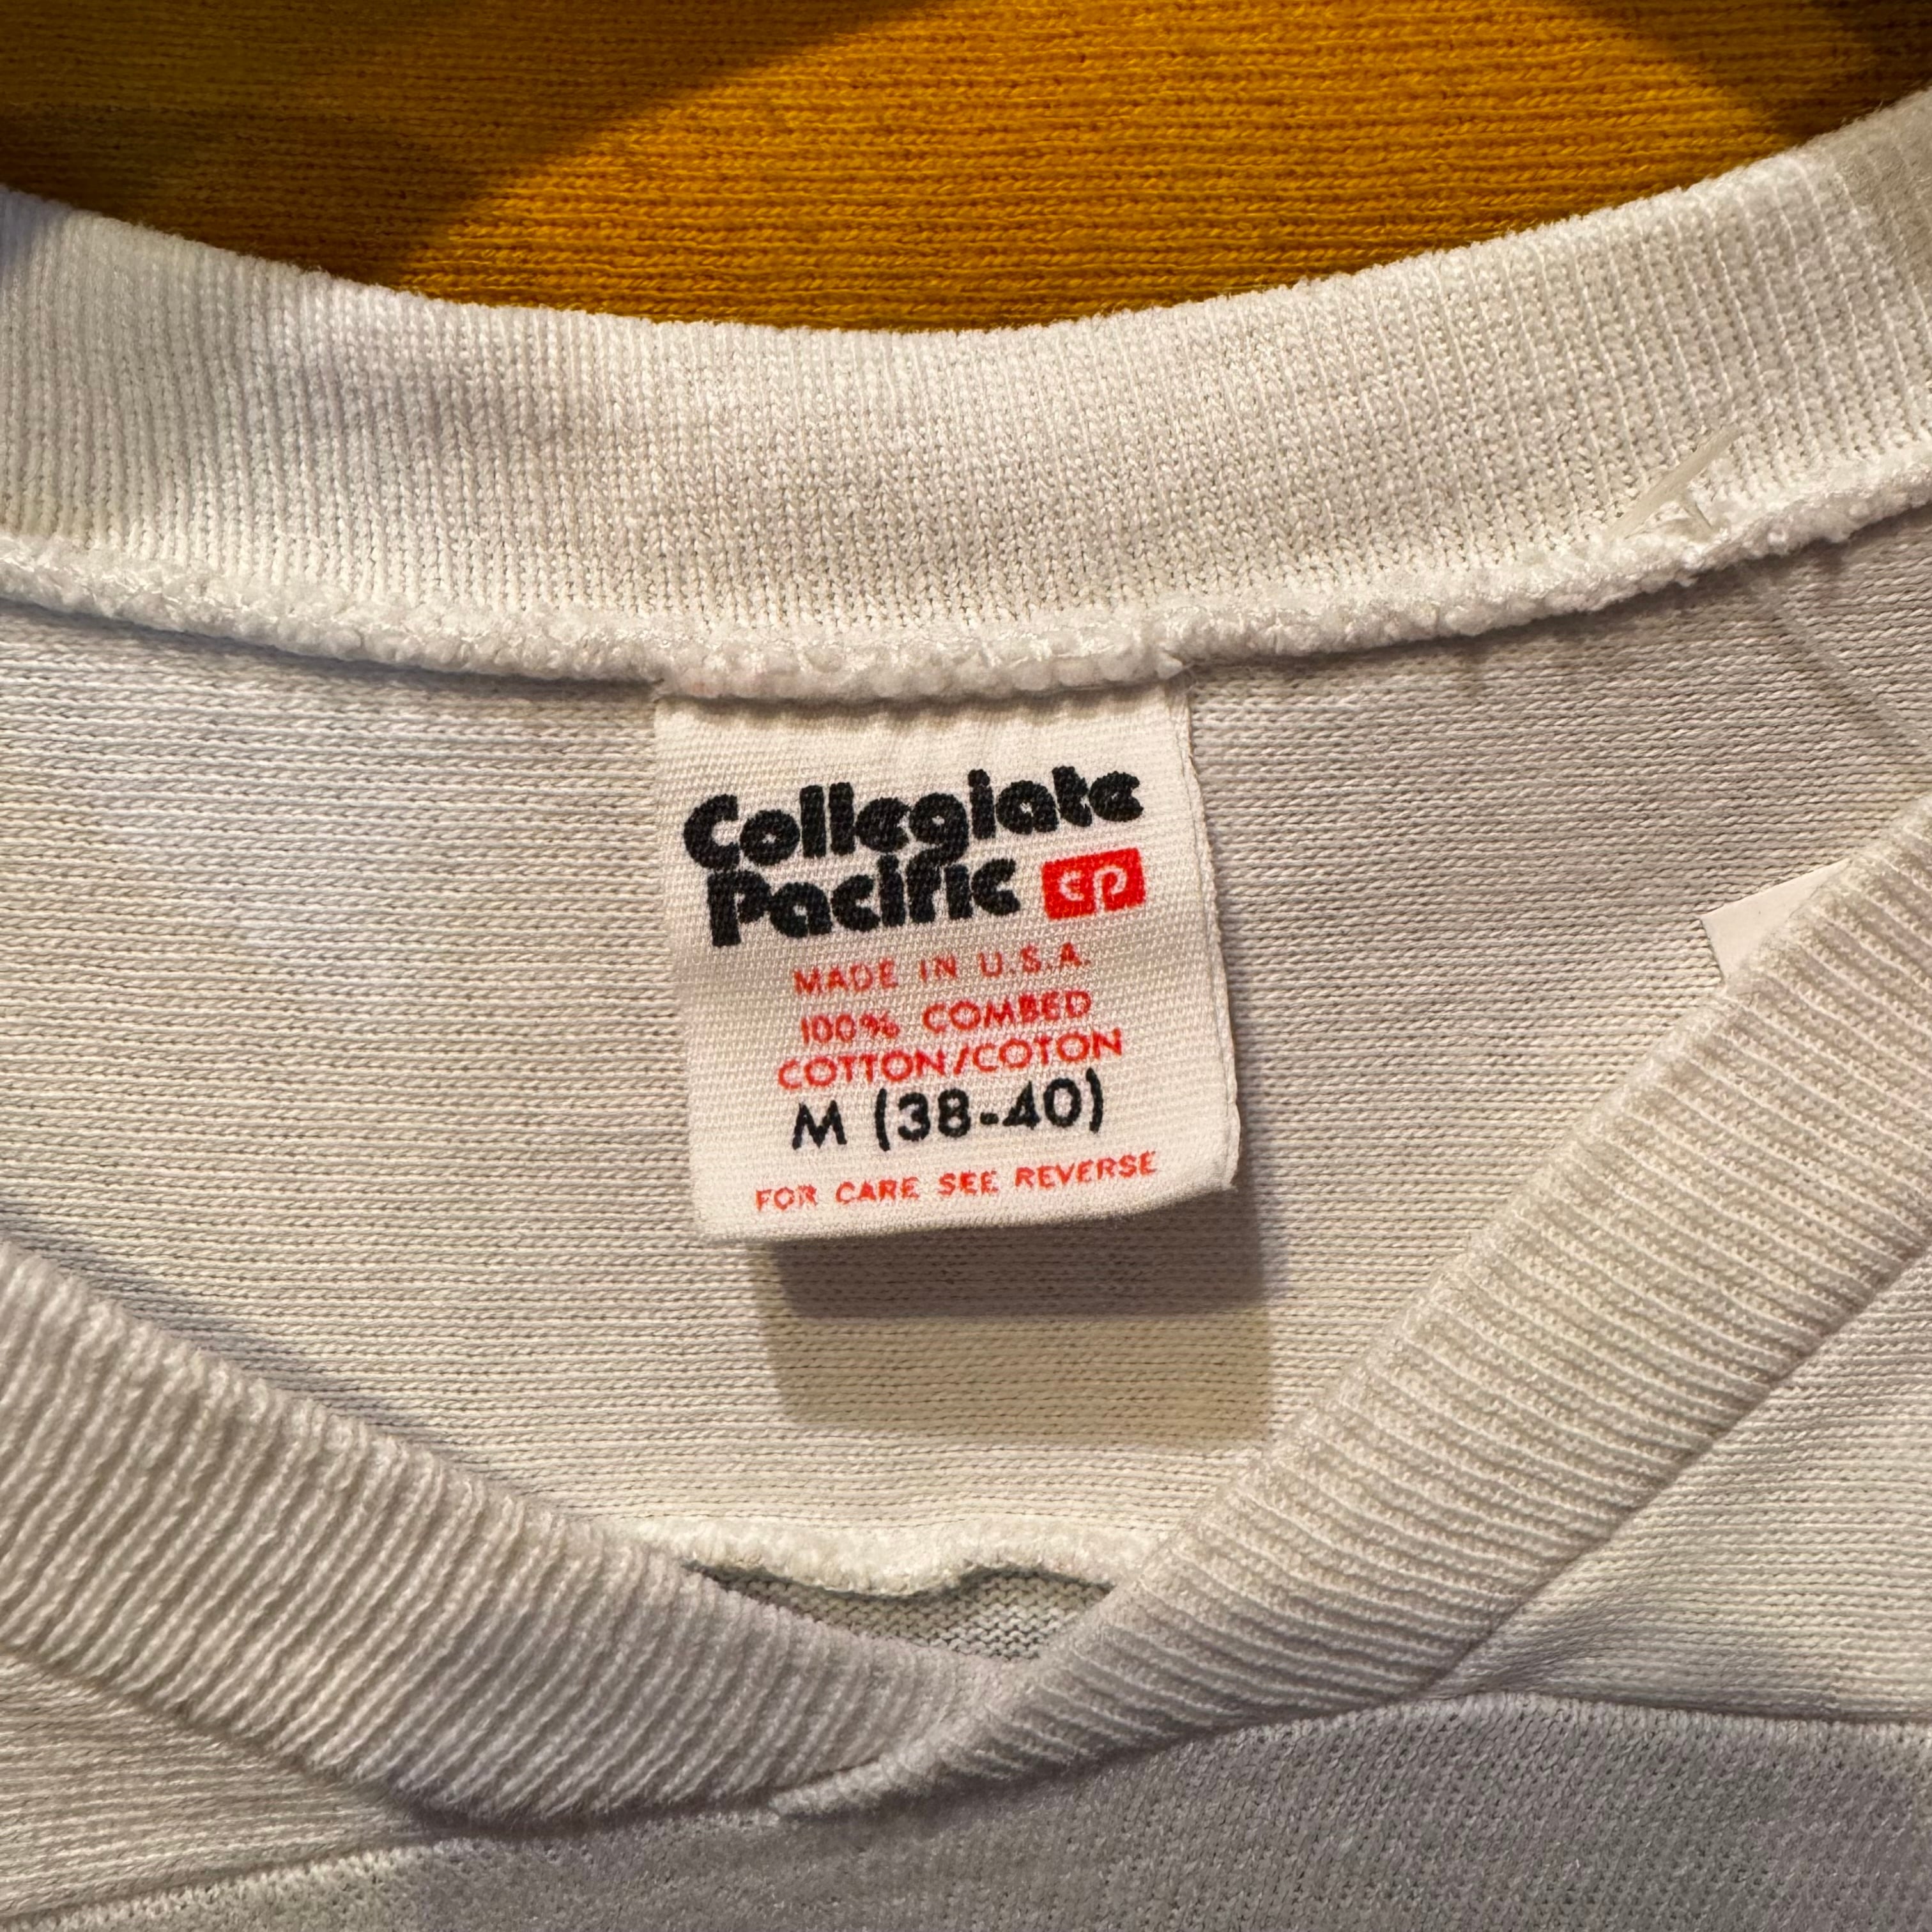 Collegiate
Pacific CP
MADE IN U.S.A.
100% COMBED
COTTON/COTON
M (38-40)
FOR CARE SEE REVERSE